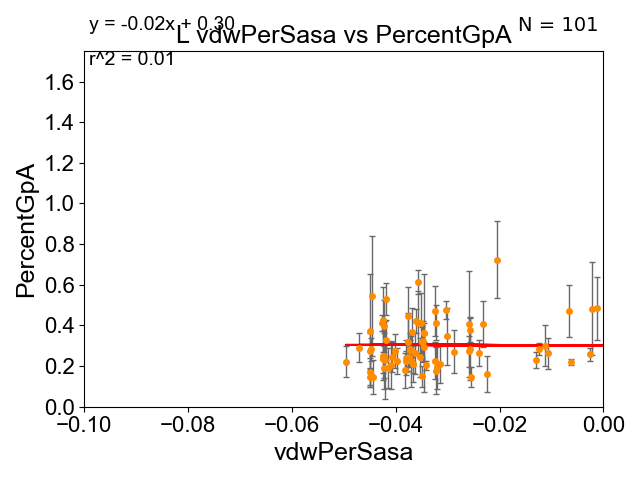 y = -0.02x + 0.30
N = 101
L vdwPerSasa vs PercentGpA
r^2 = 0.01
PercentGpA
1.6
1.4
1.2
1.0
0.8
0.6
0.4
0.2
0.0
−0.10
−0.08
−0.06
−0.04
−0.02
0.00
vdwPerSasa